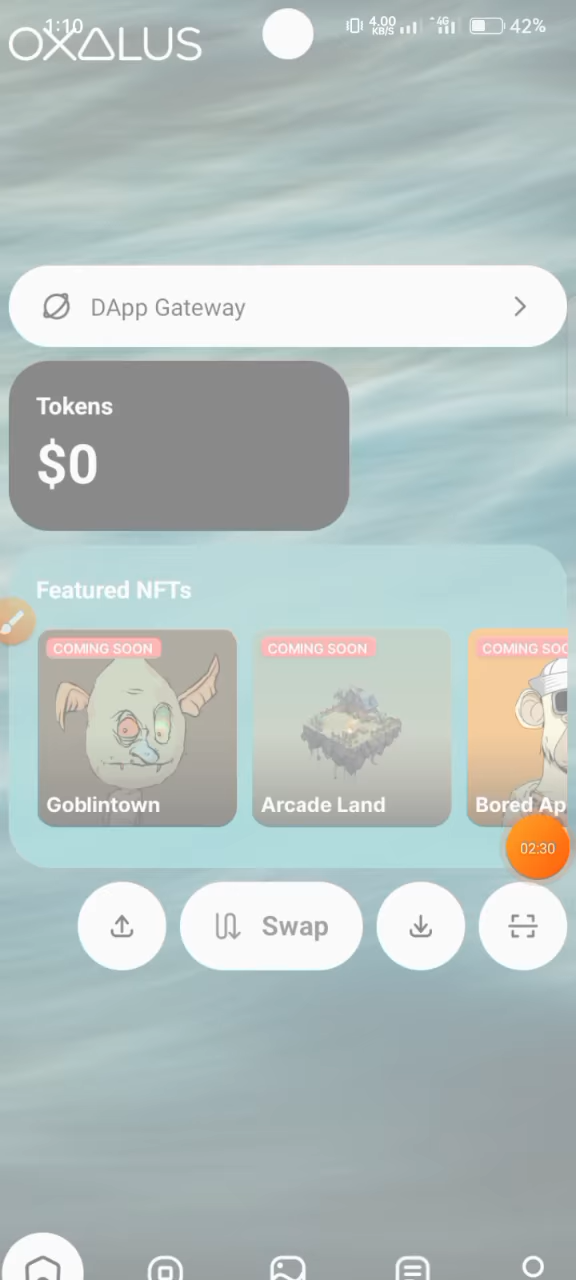 1:10
4.00
KB/S
4G
42%
OXALUS
DApp Gateway
Tokens
$0
Featured NFTs
COMING SOON
COMING SOON
COMING SOO
Goblintown
Arcade Land
Bored Ap
02:30
Swap